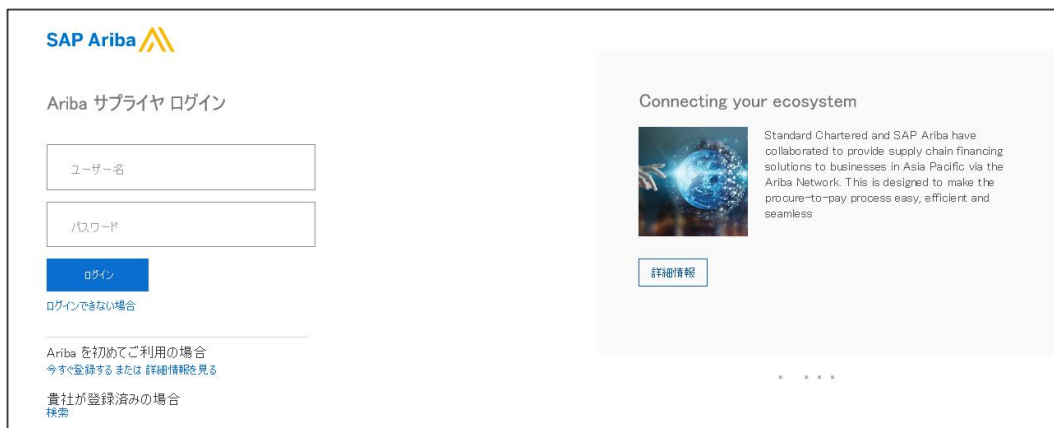 SAP Ariba
Ariba サプライヤ ログイン
ユーザー名
パスワード
ログイン
ログインできない場合
Ariba を初めてご利用の場合
今すぐ登録する または 詳細情報を見る
貴社が登録済みの場合
検索
Connecting your ecosystem
Standard Chartered and SAP Ariba have
collaborated to provide supply chain financing
solutions to businesses in Asia Pacific via the
Ariba Network. This is designed to make the
procure-to-pay process easy, efficient and
seamless
詳細情報